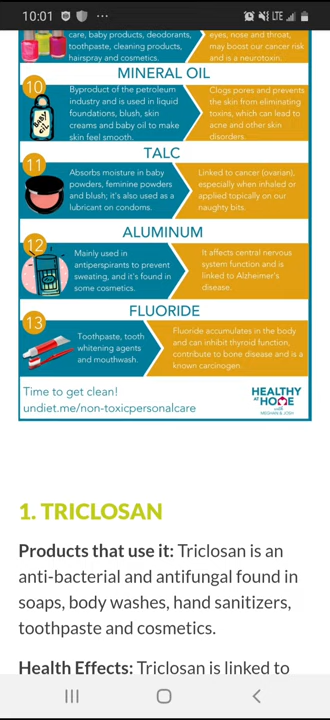 10:01
LTE
care, baby products, deodorants,
toothpaste, cleaning products,
hairspray and cosmetics.
eyes, nose and throat,
may boost our cancer risk
and is a neurotoxin.
10
MINERAL OIL
BABY
OIL
Byproduct of the petroleum
industry and is used in liquid
foundations, blush, skin
creams and baby oil to make
skin feel smooth.
Clogs pores and prevents
the skin from eliminating
toxins, which can lead to
acne and other skin
disorders.
11
TALC
Absorbs moisture in baby
powders, feminine powders
and blush; it's also used as a
lubricant on condoms.
Linked to cancer (ovarian),
especially when inhaled or
applied topically on our
naughty bits.
12
ALUMINUM
Mainly used in
antiperspirants to prevent
sweating, and it's found in
some cosmetics.
It affects central nervous
system function and is
linked to Alzheimer's
disease.
13
FLUORIDE
Toothpaste, tooth
whitening agents
and mouthwash.
Fluoride accumulates in the body
and can inhibit thyroid function,
contribute to bone disease and is a
known carcinogen.
Time to get clean!
undiet.me/non-toxicpersonalcare
HEALTHY
AT HOME
with
MEGHAN & JOSH
1. TRICLOSAN
Products that use it: Triclosan is an
anti-bacterial and antifungal found in
soaps, body washes, hand sanitizers,
toothpaste and cosmetics.
Health Effects: Triclosan is linked to